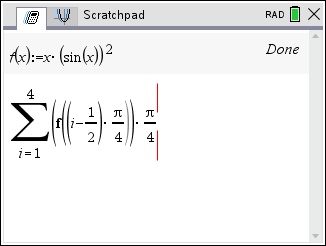 Scratchpad RAD
f(x):=x·(sin(x))² Done
∑_{i=1}^{4} (f((i-1/2)·π/4))·π/4